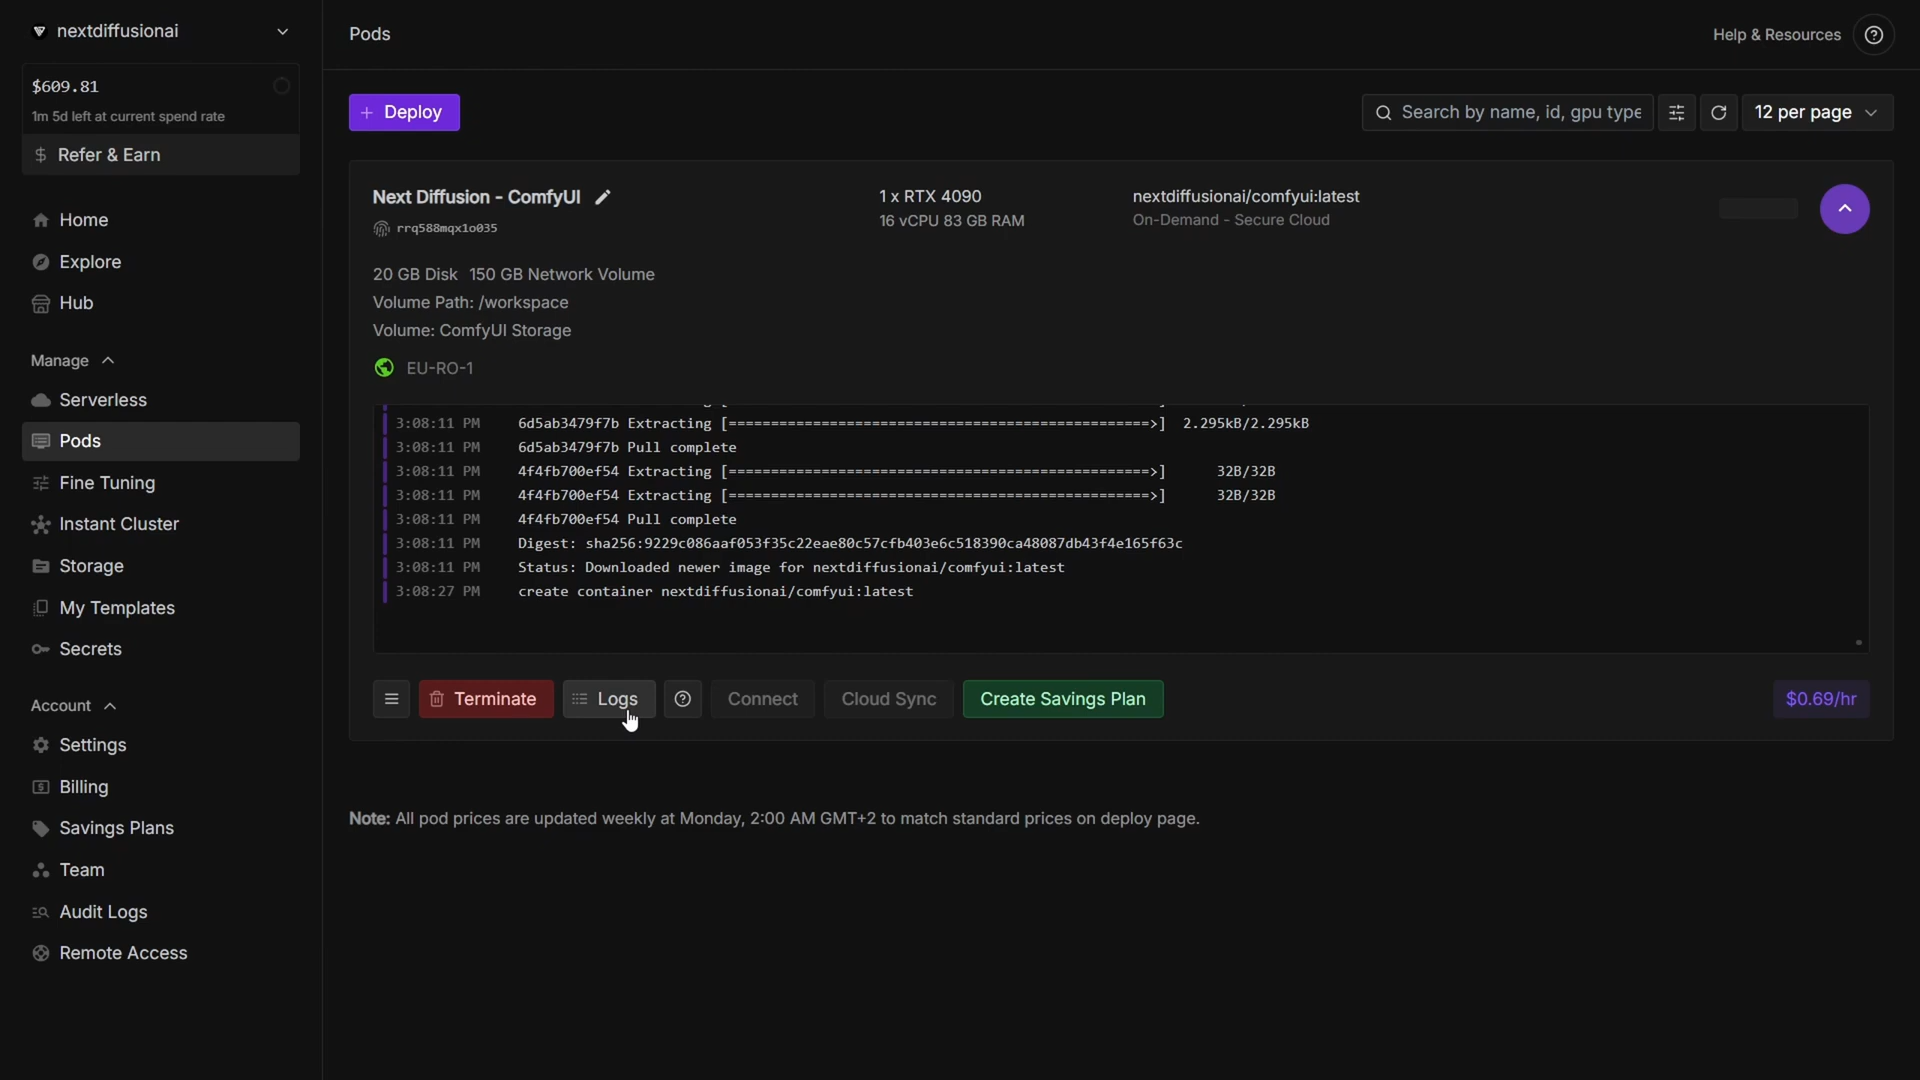 nextdiffusionai
$609.81
1m 5d left at current spend rate
$ Refer & Earn
Home
Explore
Hub
Manage
Serverless
Pods
Fine Tuning
Instant Cluster
Storage
My Templates
Secrets
Account
Settings
Billing
Savings Plans
Team
Audit Logs
Remote Access
Pods
Help & Resources
+ Deploy
Search by name, id, gpu type
12 per page
Next Diffusion - ComfyUI
rrq588mqx1o035
1 x RTX 4090
16 vCPU 83 GB RAM
nextdiffusionai/comfyui:latest
On-Demand - Secure Cloud
20 GB Disk 150 GB Network Volume
Volume Path: /workspace
Volume: ComfyUI Storage
EU-RO-1
3:08:11 PM 6d5ab3479f7b Extracting [==================================================>] 2.295kB/2.295kB
3:08:11 PM 6d5ab3479f7b Pull complete
3:08:11 PM 4f4fb700ef54 Extracting [==================================================>] 32B/32B
3:08:11 PM 4f4fb700ef54 Extracting [==================================================>] 32B/32B
3:08:11 PM 4f4fb700ef54 Pull complete
3:08:11 PM Digest: sha256:9229c086aaf053f35c22eae80c57cfb403e6c518390ca48087db43f4e165f63c
3:08:11 PM Status: Downloaded newer image for nextdiffusionai/comfyui:latest
3:08:27 PM create container nextdiffusionai/comfyui:latest
Terminate
Logs
Connect
Cloud Sync
Create Savings Plan
$0.69/hr
Note: All pod prices are updated weekly at Monday, 2:00 AM GMT+2 to match standard prices on deploy page.